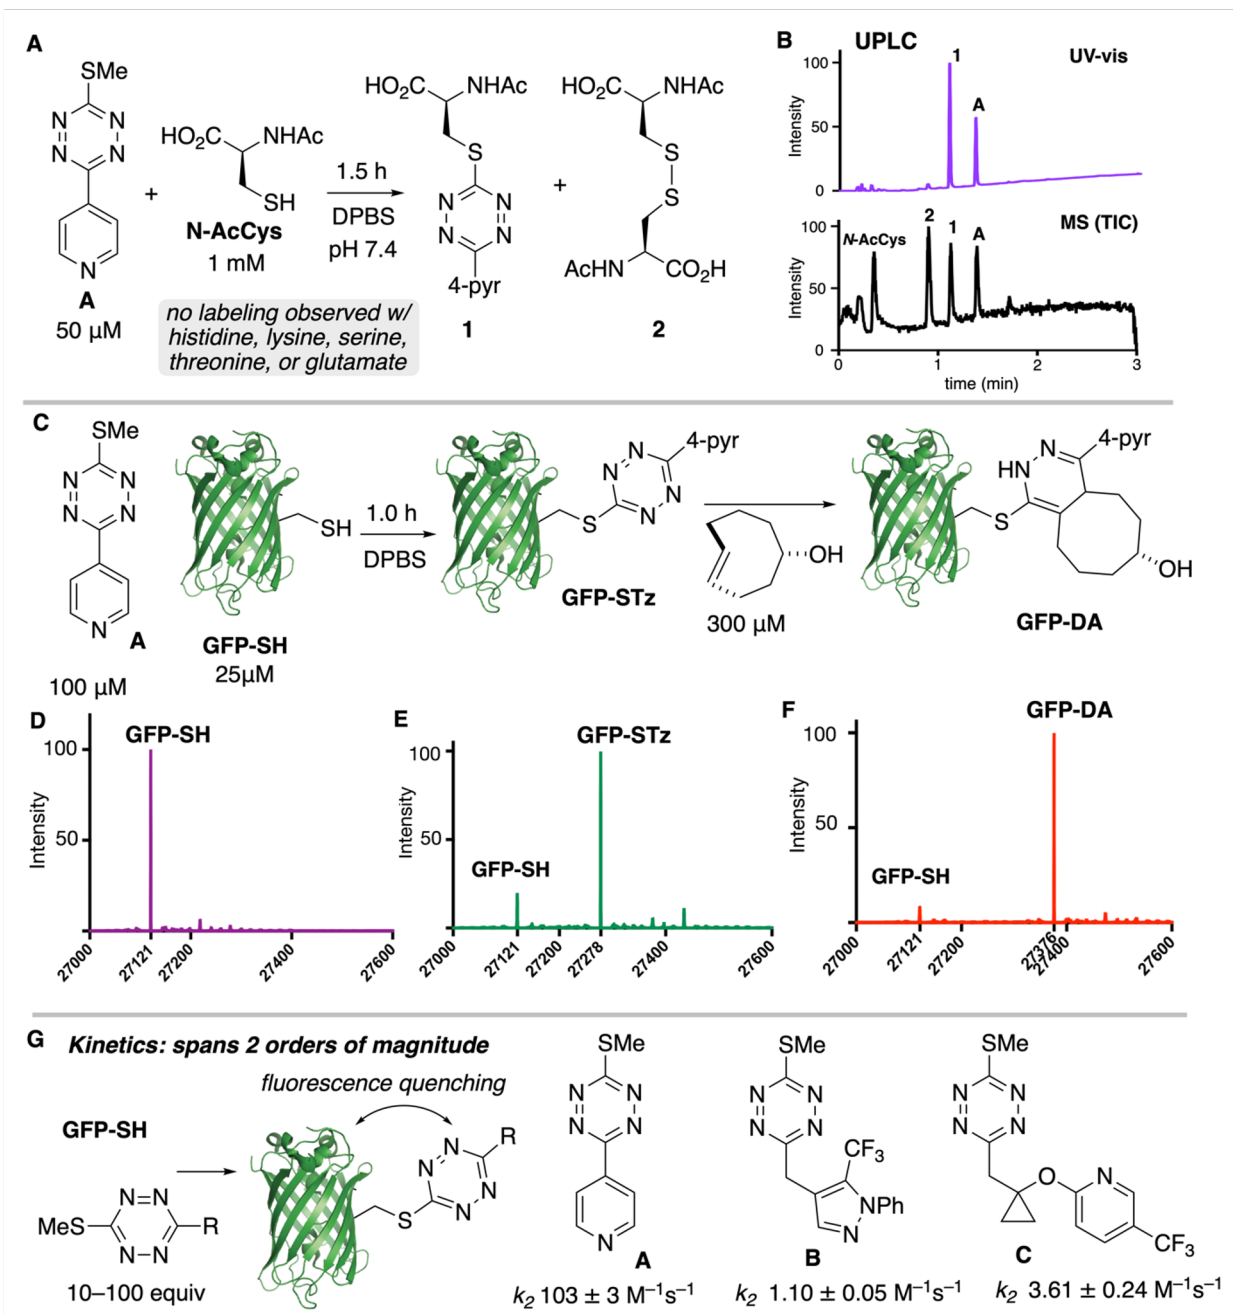 A
SMe
N N
N N
N
A
50 μM
+
HO2C NHAc
SH
N-AcCys
1 mM
1.5 h
DPBS
pH 7.4
HO2C NHAc
S
N N
N N
4-pyr
1
+
HO2C NHAc
S
S
AcHN CO2H
2
no labeling observed w/
histidine, lysine, serine,
threonine, or glutamate
B UPLC
UV-vis
Intensity
100
50
0
1
A
MS (TIC)
Intensity
100
50
0
N-AcCys
2
1
A
0 1 2 3
time (min)
C
SMe
N N
N N
N
A
100 μM
SH
GFP-SH
25μM
1.0 h
DPBS
4-pyr
N N
N N
S
GFP-STz
OH
300 μM
N 4-pyr
HN
S
OH
GFP-DA
D
GFP-SH
Intensity
100
50
27000 27121 27200 27400 27600
E
GFP-STz
GFP-SH
Intensity
100
50
27000 27121 27200 27278 27400 27600
F
GFP-DA
GFP-SH
Intensity
100
50
27000 27121 27200 27376 27400 27600
G Kinetics: spans 2 orders of magnitude
fluorescence quenching
GFP-SH
N=N
MeS R
N N
10–100 equiv
N R
N N
S N
SMe
N N
N N
N
A
k2 103 ± 3 M−1s−1
SMe
N N
N N
CF3
N-Ph
N
B
k2 1.10 ± 0.05 M−1s−1
SMe
N N
N N
O N
CF3
C
k2 3.61 ± 0.24 M−1s−1